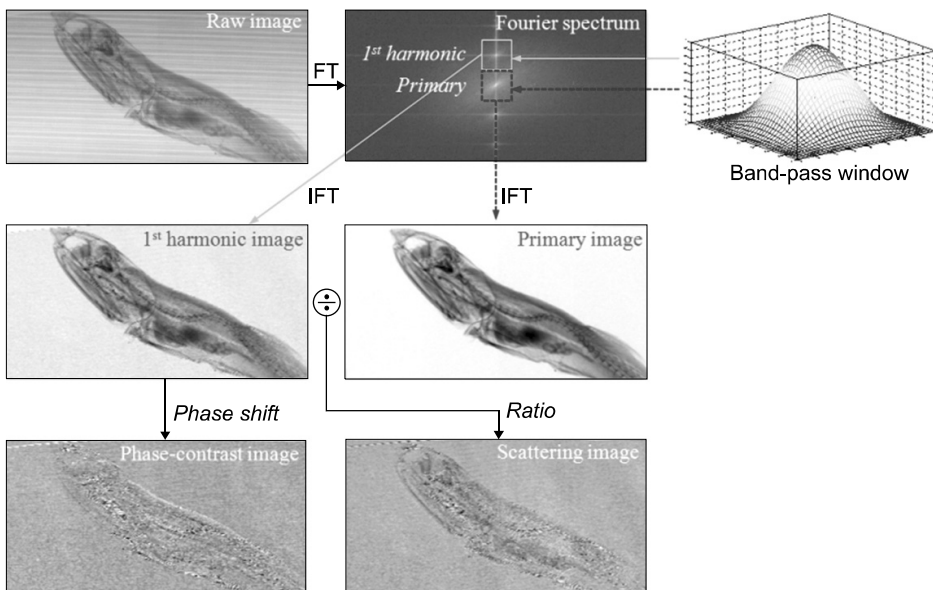 Raw image
Fourier spectrum
1st harmonic
FT
Primary
Band-pass window
IFT
IFT
1st harmonic image
Primary image
÷
Phase shift
Ratio
Phase-contrast image
Scattering image